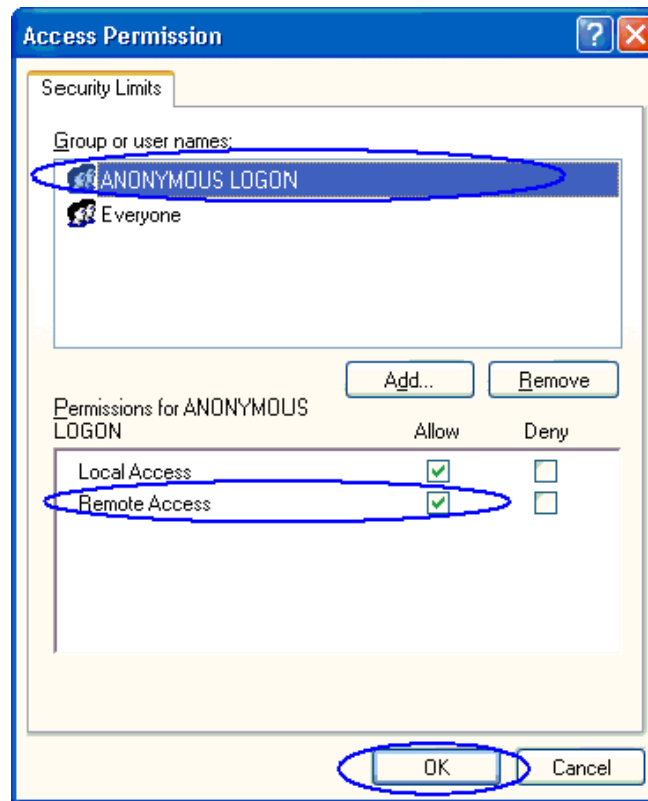 Access Permission
Security Limits
Group or user names:
ANONYMOUS LOGON
Everyone
Add... Remove
Permissions for ANONYMOUS
LOGON Allow Deny
Local Access
Remote Access
OK Cancel